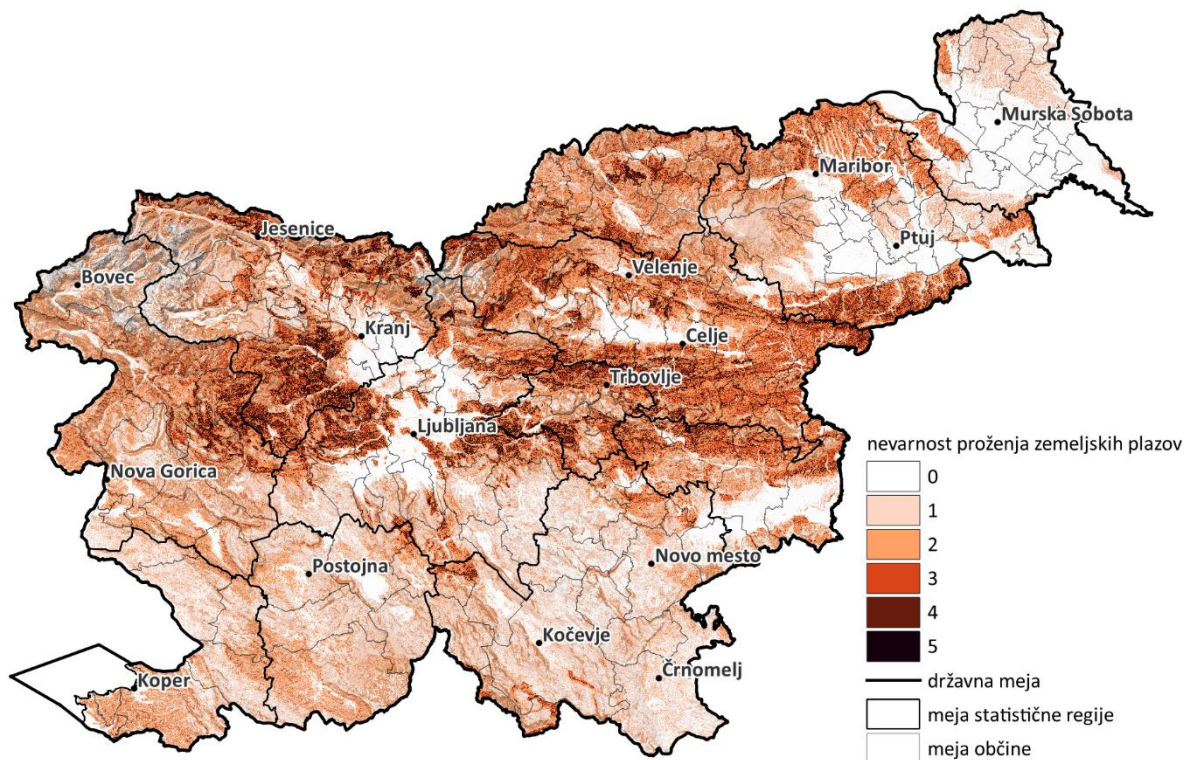 Murska Sobota
Maribor
Jesenice
Ptuj
Bovec
Velenje
Kranj
Celje
Trbovlje
Ljubljana
nevarnost proženja zemeljskih plazov
Nova Gorica
0
1
2
Novo mesto
Postojna
3
4
Kočevje
5
Črnomelj
Koper
državna meja
meja statistične regije
meja občine